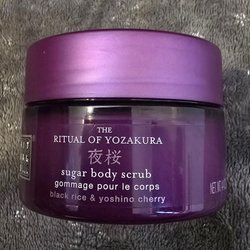 THE
RITUAL OF YOZAKURA
夜桜
sugar body scrub
gommage pour le corps
black rice & yoshino cherry